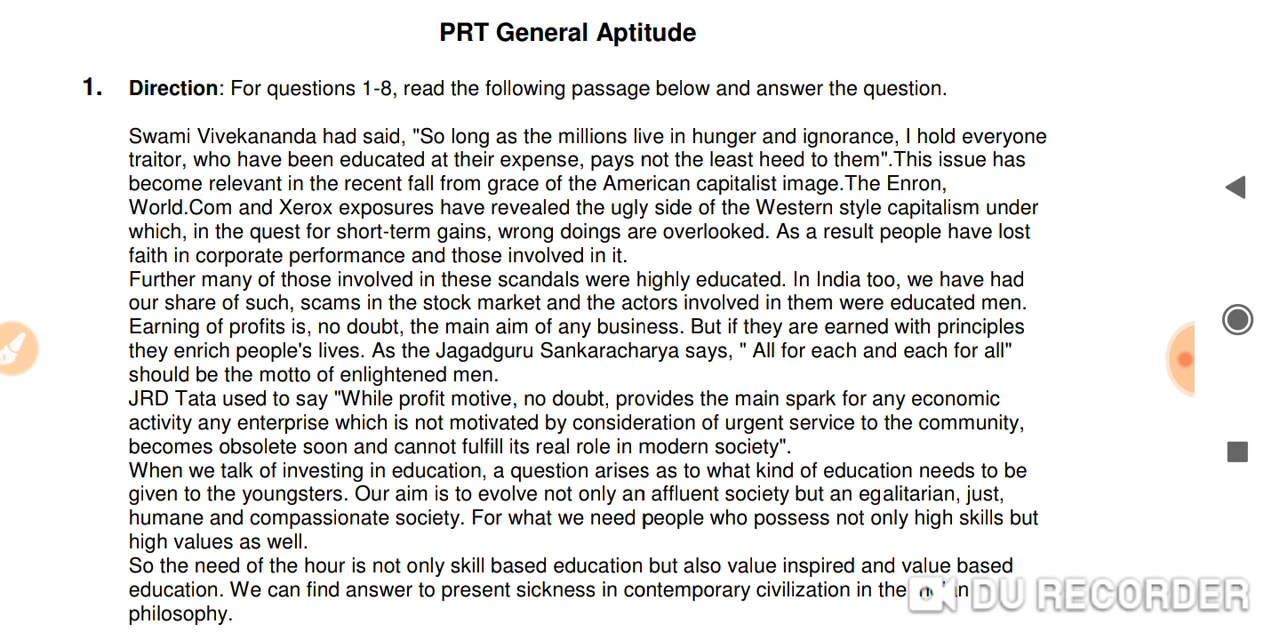 PRT General Aptitude
1. Direction: For questions 1-8, read the following passage below and answer the question.
Swami Vivekananda had said, "So long as the millions live in hunger and ignorance, I hold everyone
traitor, who have been educated at their expense, pays not the least heed to them".This issue has
become relevant in the recent fall from grace of the American capitalist image.The Enron,
World.Com and Xerox exposures have revealed the ugly side of the Western style capitalism under
which, in the quest for short-term gains, wrong doings are overlooked. As a result people have lost
faith in corporate performance and those involved in it.
Further many of those involved in these scandals were highly educated. In India too, we have had
our share of such, scams in the stock market and the actors involved in them were educated men.
Earning of profits is, no doubt, the main aim of any business. But if they are earned with principles
they enrich people's lives. As the Jagadguru Sankaracharya says, " All for each and each for all"
should be the motto of enlightened men.
JRD Tata used to say "While profit motive, no doubt, provides the main spark for any economic
activity any enterprise which is not motivated by consideration of urgent service to the community,
becomes obsolete soon and cannot fulfill its real role in modern society".
When we talk of investing in education, a question arises as to what kind of education needs to be
given to the youngsters. Our aim is to evolve not only an affluent society but an egalitarian, just,
humane and compassionate society. For what we need people who possess not only high skills but
high values as well.
So the need of the hour is not only skill based education but also value inspired and value based
education. We can find answer to present sickness in contemporary civilization in the
philosophy.
DU RECORDER